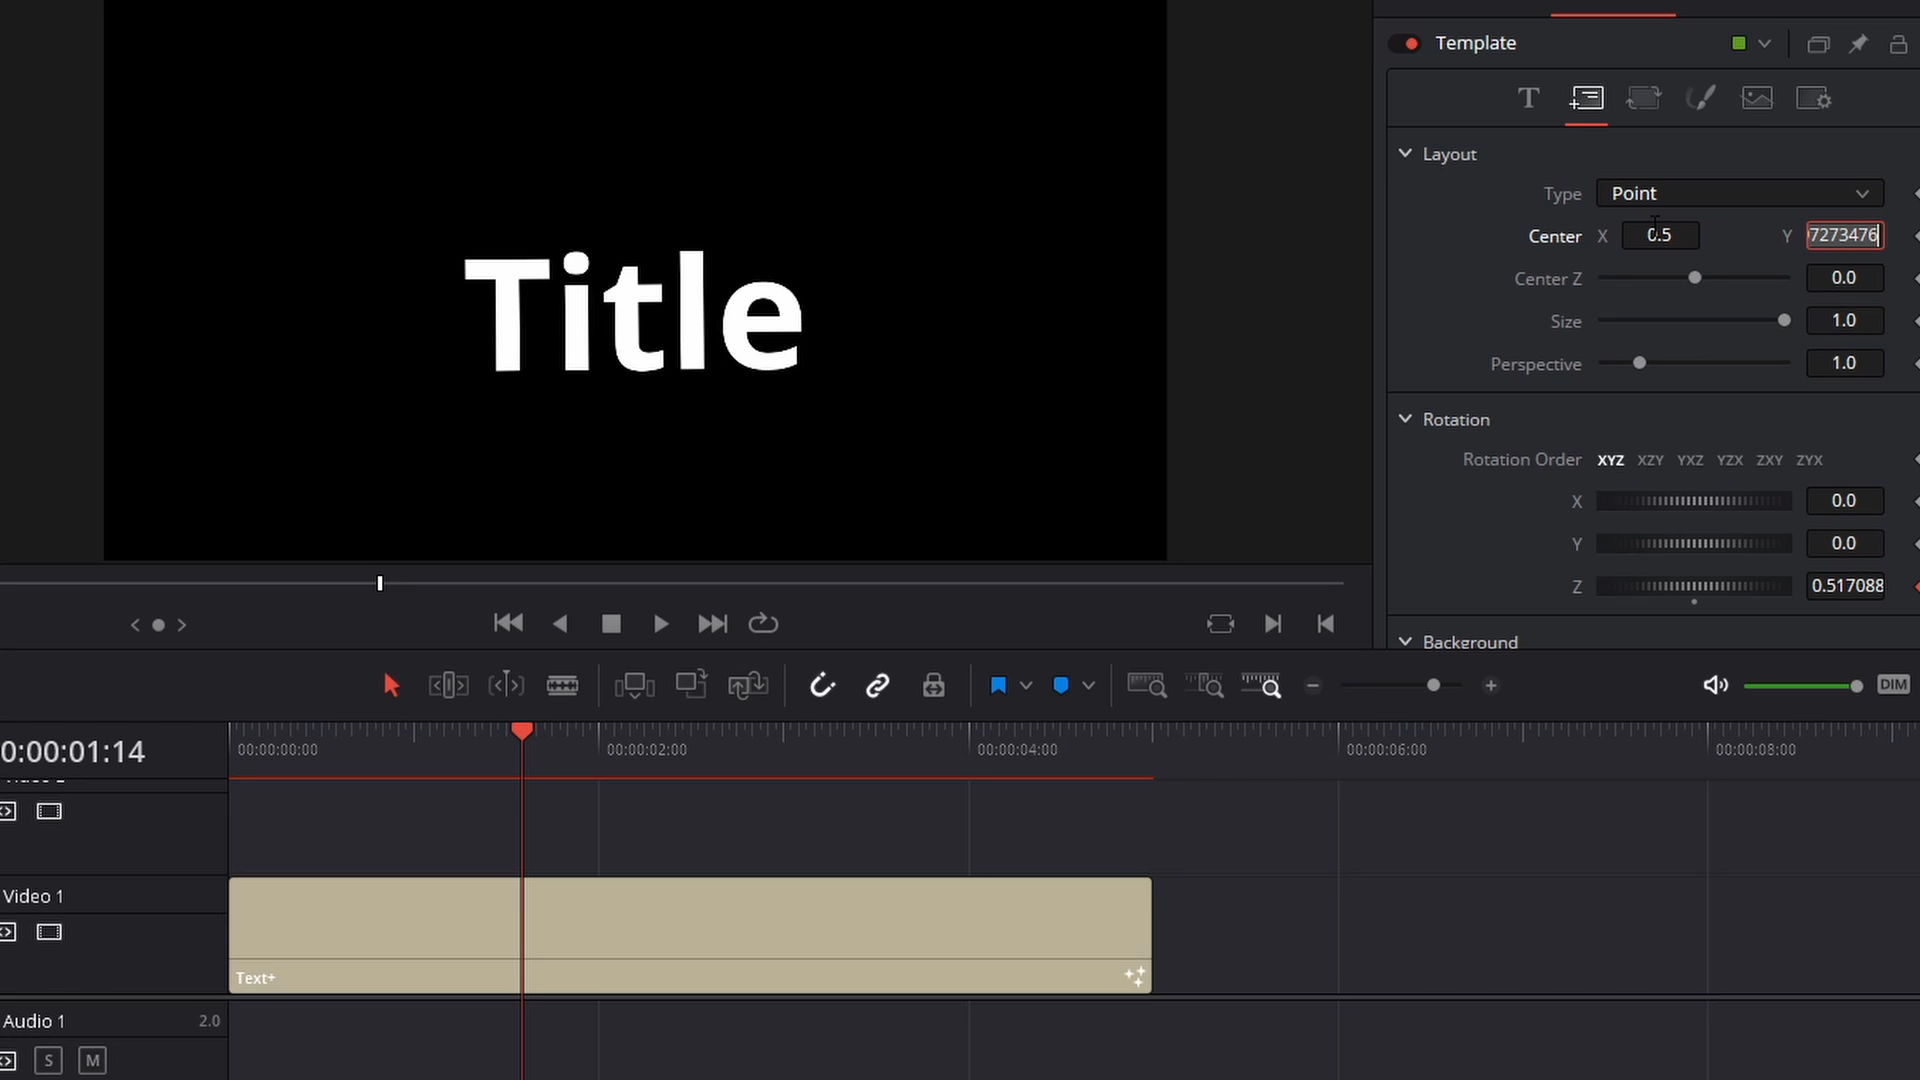 Template
Title
Layout
Type Point
Center X 0.5 Y 7273476
Center Z 0.0
Size 1.0
Perspective 1.0
Rotation
Rotation Order XYZ XZY YXZ YZX ZXY ZYX
X 0.0
Y 0.0
Z 0.517088
Background
DIM
0:00:01:14
00:00:00:00 00:00:02:00 00:00:04:00 00:00:06:00 00:00:08:00
Video 1
Text+
Audio 1 2.0
S M